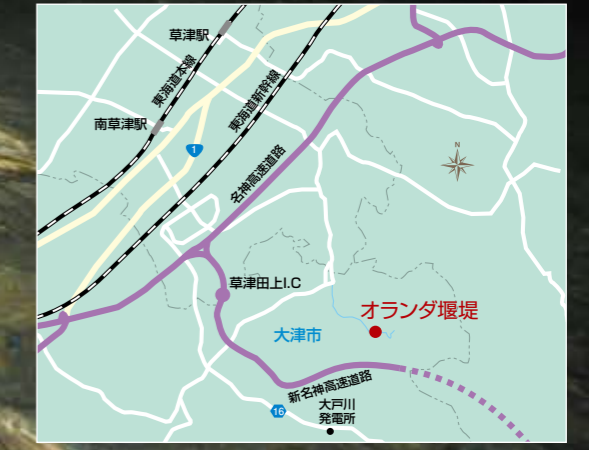 草津駅
東海道本線
東海道新幹線
南草津駅
1
名神高速道路
N
草津田上I.C
オランダ堰堤
大津市
新名神高速道路
16
大戸川
発電所